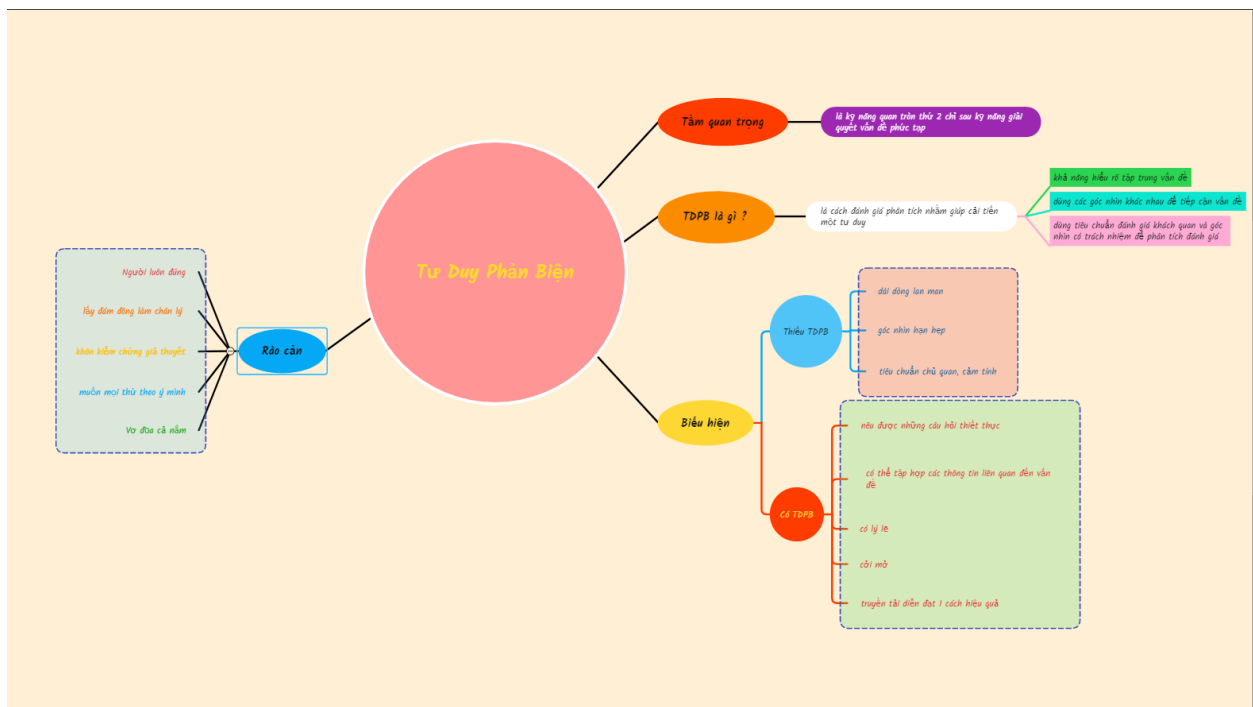 Tầm quan trọng
là kỹ năng quan tròn thứ 2 chỉ sau kỹ năng giải
quyết vấn đề phức tạp
TDPB là gì ?
là cách đánh giá phân tích nhằm giúp cải tiến
một tư duy
khả năng hiểu rõ tập trung vấn đề
dùng các góc nhìn khác nhau để tiếp cận vấn đề
dùng tiêu chuẩn đánh giá khách quan và góc
nhìn có trách nhiệm để phân tích đánh giá
Tư Duy Phản Biện
Rào cản
Người luôn đúng
lấy đám đông làm chân lý
khôn kiểm chứng giả thuyết
muốn mọi thứ theo ý mình
Vơ đũa cả nắm
Biểu hiện
Thiếu TDPB
dài dòng lan man
góc nhìn hạn hẹp
tiêu chuẩn chủ quan, cảm tính
Có TDPB
nêu được những câu hỏi thiết thực
có thể tập hợp các thông tin liên quan đến vấn
đề
có lý lẽ
cởi mở
truyền tải diễn đạt 1 cách hiệu quả